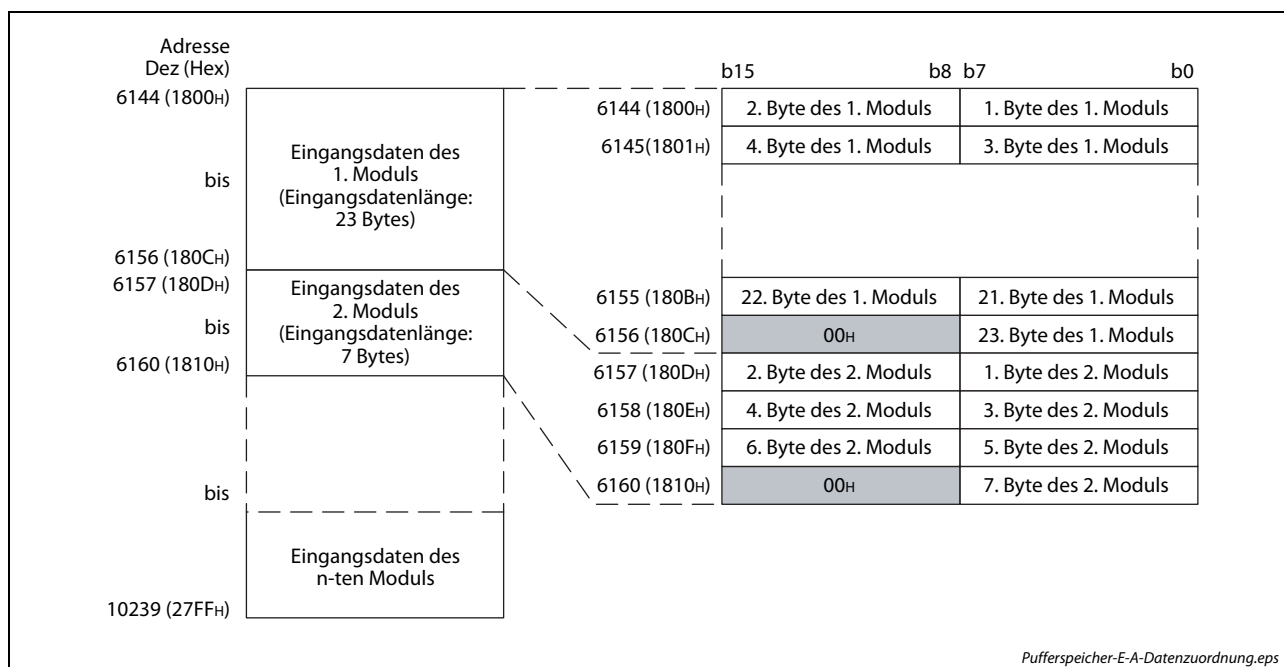 Adresse
Dez (Hex)
6144 (1800H)
bis
6156 (180CH)
6157 (180DH)
bis
6160 (1810H)
bis
10239 (27FFH)
Eingangsdaten des
1. Moduls
(Eingangsdatenlänge:
23 Bytes)
Eingangsdaten des
2. Moduls
(Eingangsdatenlänge:
7 Bytes)
Eingangsdaten des
n-ten Moduls
b15 b8 b7 b0
6144 (1800H) 2. Byte des 1. Moduls 1. Byte des 1. Moduls
6145(1801H) 4. Byte des 1. Moduls 3. Byte des 1. Moduls
6155 (180BH) 22. Byte des 1. Moduls 21. Byte des 1. Moduls
6156 (180CH) 00H 23. Byte des 1. Moduls
6157 (180DH) 2. Byte des 2. Moduls 1. Byte des 2. Moduls
6158 (180EH) 4. Byte des 2. Moduls 3. Byte des 2. Moduls
6159 (180FH) 6. Byte des 2. Moduls 5. Byte des 2. Moduls
6160 (1810H) 00H 7. Byte des 2. Moduls
Pufferspeicher-E-A-Datenzuordnung.eps